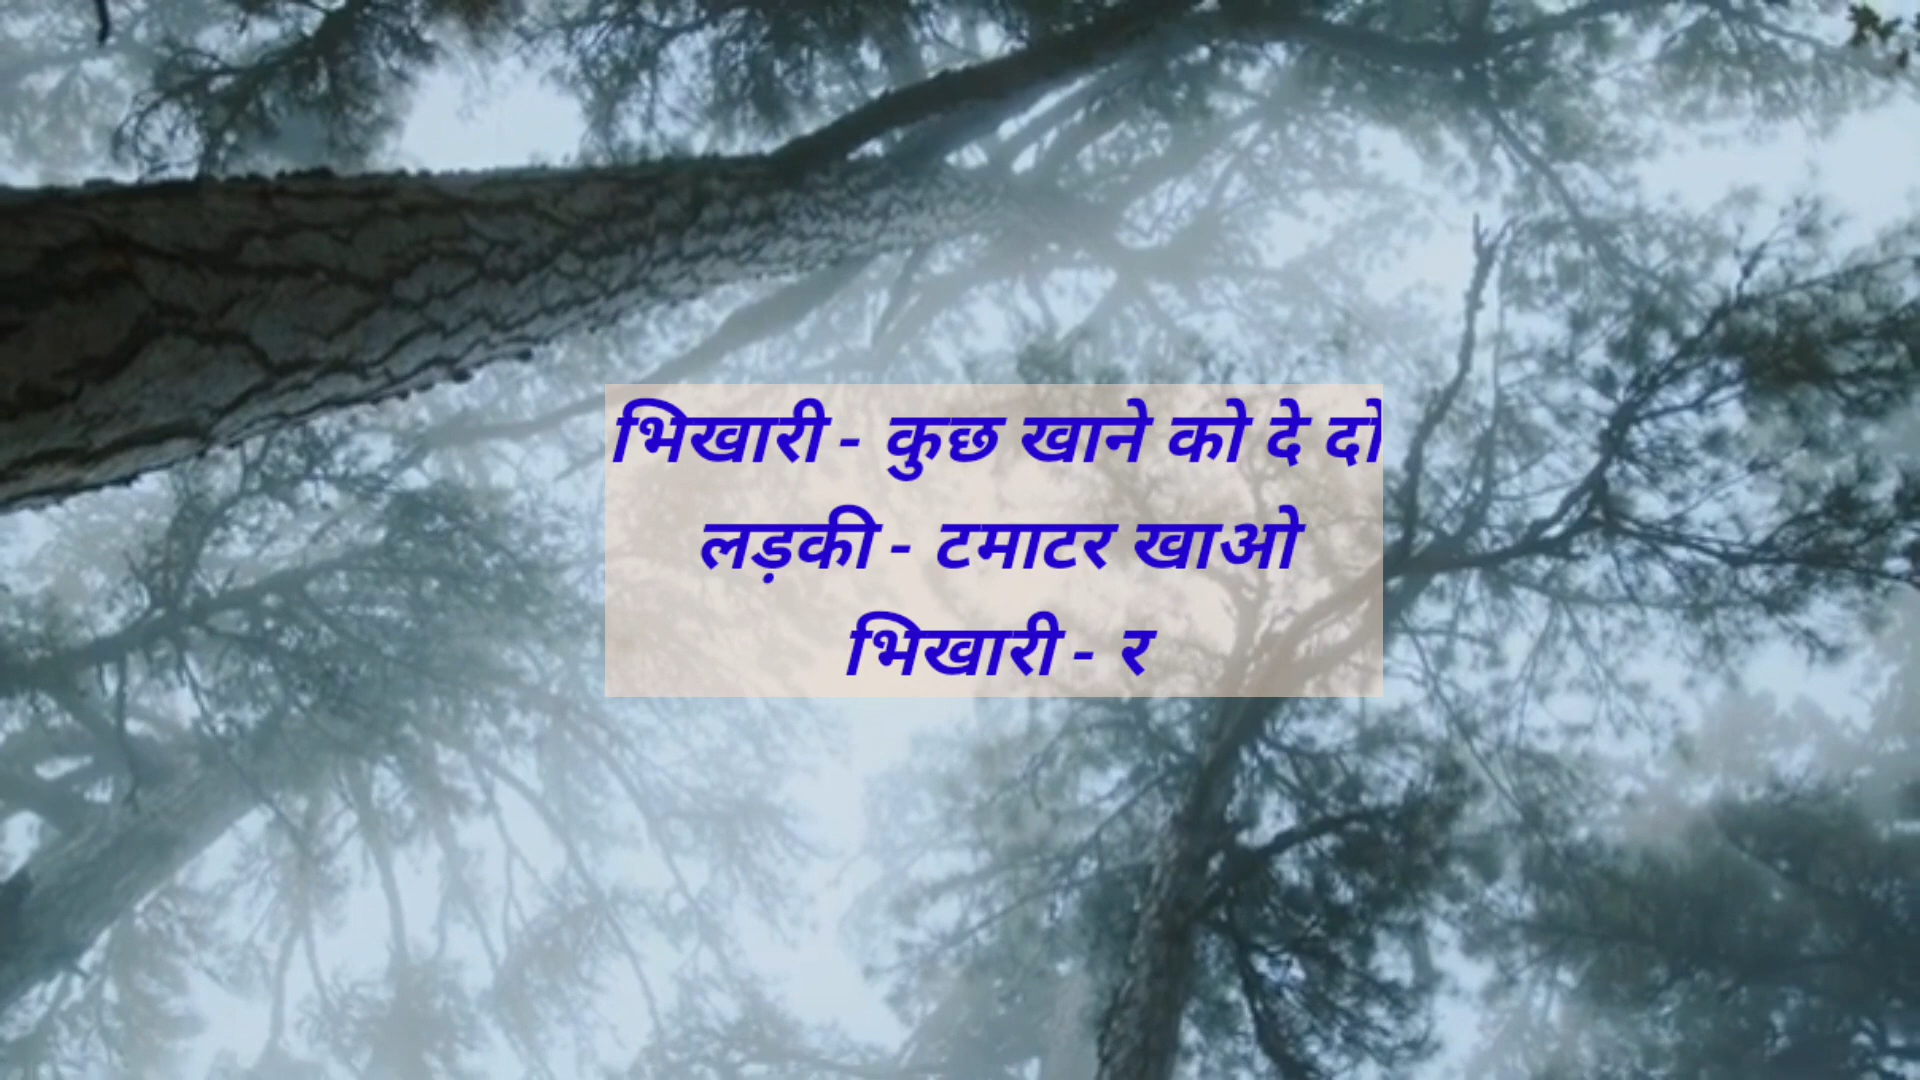 भिखारी - कुछ खाने को दे दो
लड़की - टमाटर खाओ
भिखारी - र